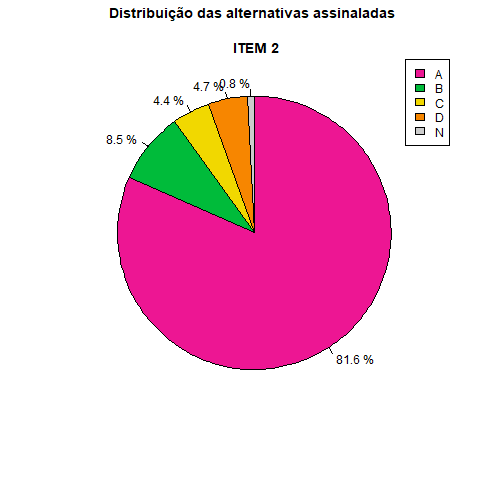 Distribuição das alternativas assinaladas
ITEM 2
A
B
C
D
N
0.8 %
4.7 %
4.4 %
8.5 %
81.6 %